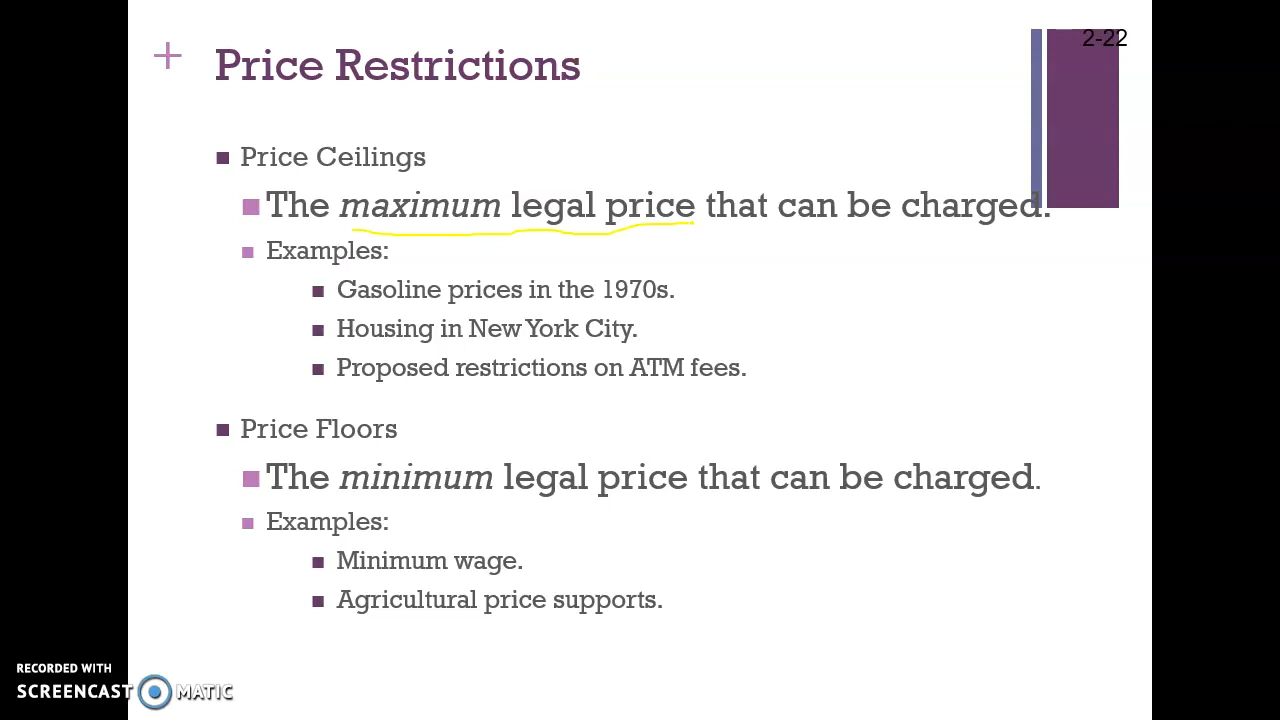 2-22
+ Price Restrictions
Price Ceilings
The maximum legal price that can be charged.
Examples:
Gasoline prices in the 1970s.
Housing in New York City.
Proposed restrictions on ATM fees.
Price Floors
The minimum legal price that can be charged.
Examples:
Minimum wage.
Agricultural price supports.
RECORDED WITH
SCREENCAST MATIC